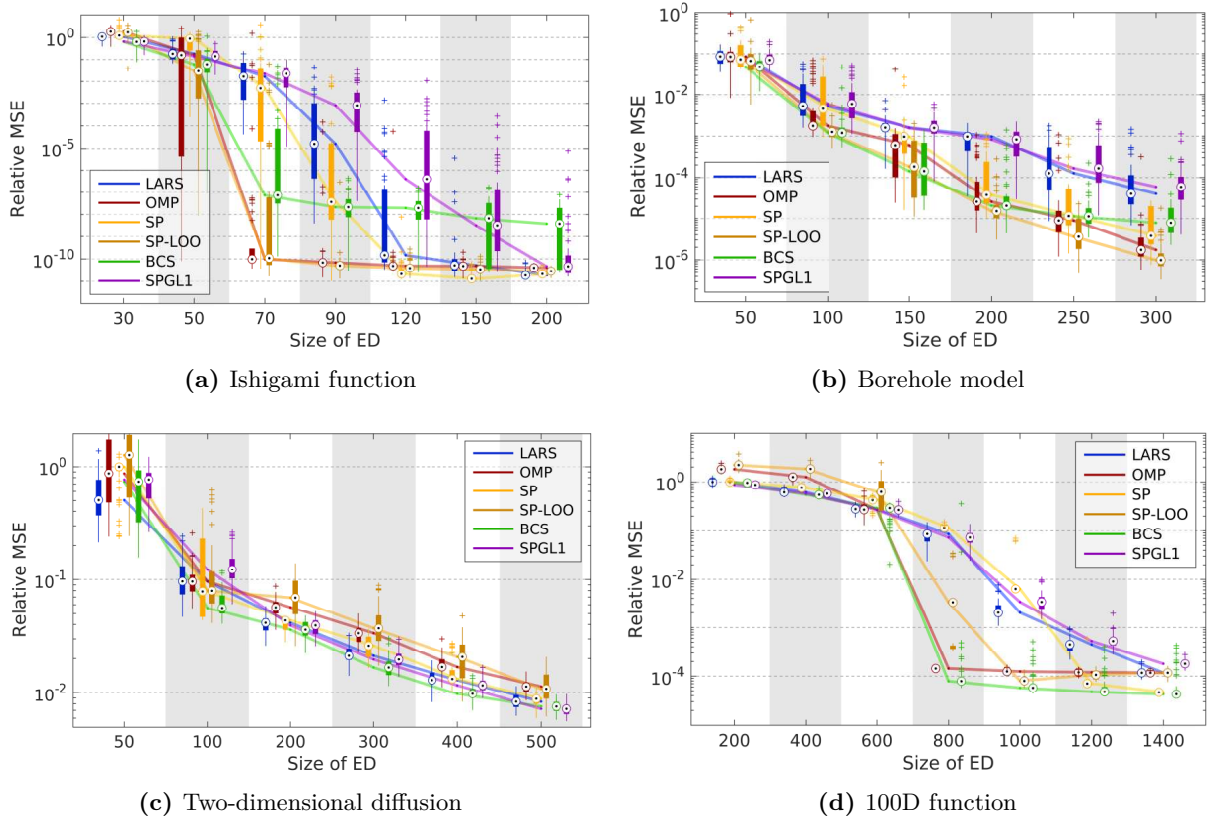 Relative MSE
10^0
10^-5
10^-10
LARS
OMP
SP
SP-LOO
BCS
SPGL1
30 50 70 90 120 150 200
Size of ED
(a) Ishigami function
Relative MSE
10^0
10^-2
10^-4
10^-6
LARS
OMP
SP
SP-LOO
BCS
SPGL1
50 100 150 200 250 300
Size of ED
(b) Borehole model
Relative MSE
10^0
10^-1
10^-2
LARS
OMP
SP
SP-LOO
BCS
SPGL1
50 100 200 300 400 500
Size of ED
(c) Two-dimensional diffusion
Relative MSE
10^0
10^-2
10^-4
LARS
OMP
SP
SP-LOO
BCS
SPGL1
200 400 600 800 1000 1200 1400
Size of ED
(d) 100D function